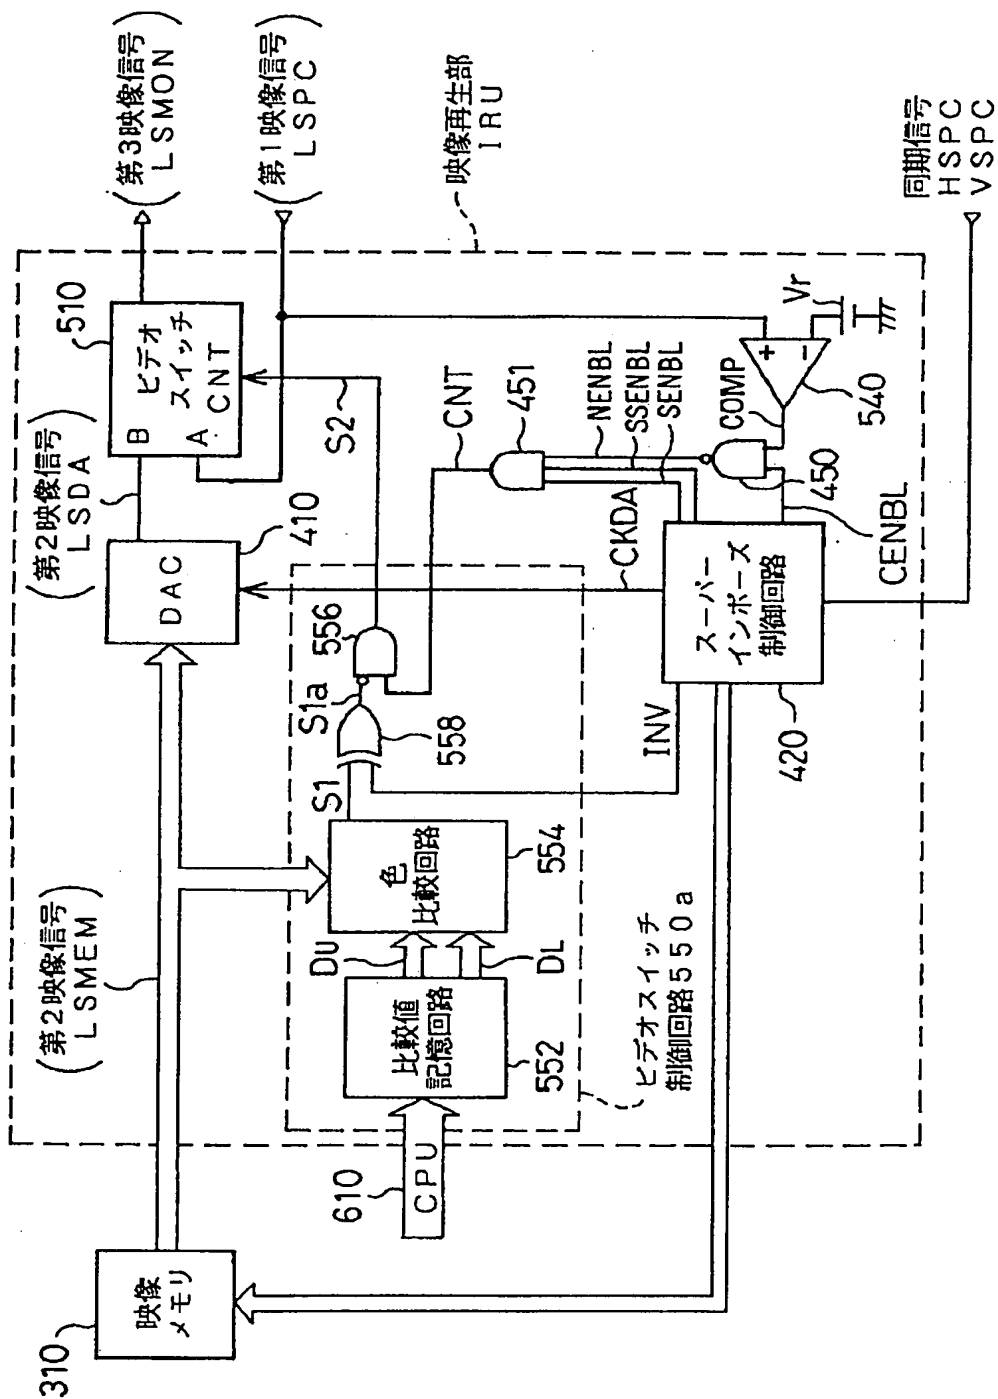 310
映像
メモリ
(第2映像信号)
LSMEM
610
CPU
比較値
記憶回路
552
DU
DL
色
比較回路
554
S1
558
S1a
556
ビデオスイッチ
制御回路550a
DAC
410
(第2映像信号)
LSDA
510
ビデオ
スイッチ
CNT
B
A
S2
(第3映像信号)
LSMON
(第1映像信号)
LSPC
映像再生部
IRU
CNT
451
NENBL
SSENBL
SENBL
CKDA
INV
スーパー
インポーズ
制御回路
420
CENBL
450
COMP
+
−
540
Vr
同期信号
HSPC
VSPC